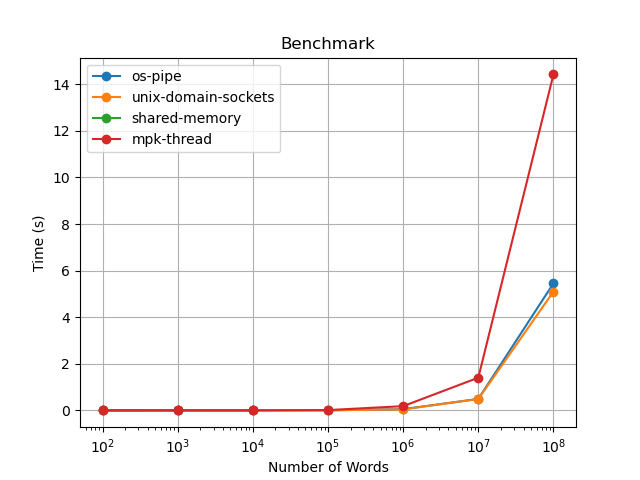 Benchmark
os-pipe
unix-domain-sockets
shared-memory
mpk-thread
14
12
10
8
6
4
2
0
Time (s)
10² 10³ 10⁴ 10⁵ 10⁶ 10⁷ 10⁸
Number of Words